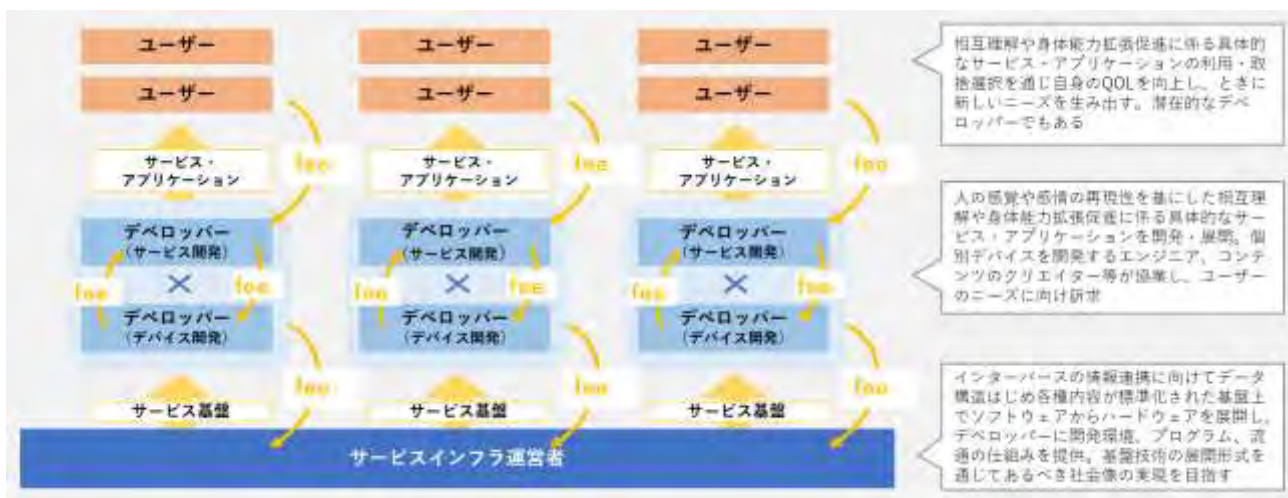 ユーザー
ユーザー
サービス・
アプリケーション
fee
デベロッパー
(サービス開発)
fee
×
fee
デベロッパー
(デバイス開発)
fee
サービス基盤
ユーザー
ユーザー
サービス・
アプリケーション
fee
デベロッパー
(サービス開発)
fee
×
fee
デベロッパー
(デバイス開発)
fee
サービス基盤
ユーザー
ユーザー
サービス・
アプリケーション
fee
デベロッパー
(サービス開発)
fee
×
fee
デベロッパー
(デバイス開発)
fee
サービス基盤
サービスインフラ運営者
相互理解や身体能力拡張促進に係る具体的
なサービス・アプリケーションの利用・取
捨選択を通じ自身のQOLを向上し、ときに
新しいニーズを生み出す。潜在的なデベ
ロッパーでもある
人の感覚や感情の再現性を基にした相互理
解や身体能力拡張促進に係る具体的なサー
ビス・アプリケーションを開発・展開。個
別デバイスを開発するエンジニア、コンテ
ンツのクリエイター等が協業し、ユーザー
のニーズに向け訴求
インターバースの情報連携に向けてデータ
構造はじめ各種内容が標準化された基盤上
でソフトウェアからハードウェアを展開し、
デベロッパーに開発環境、プログラム、流
通の仕組みを提供。基盤技術の展開形式を
通じてあるべき社会像の実現を目指す